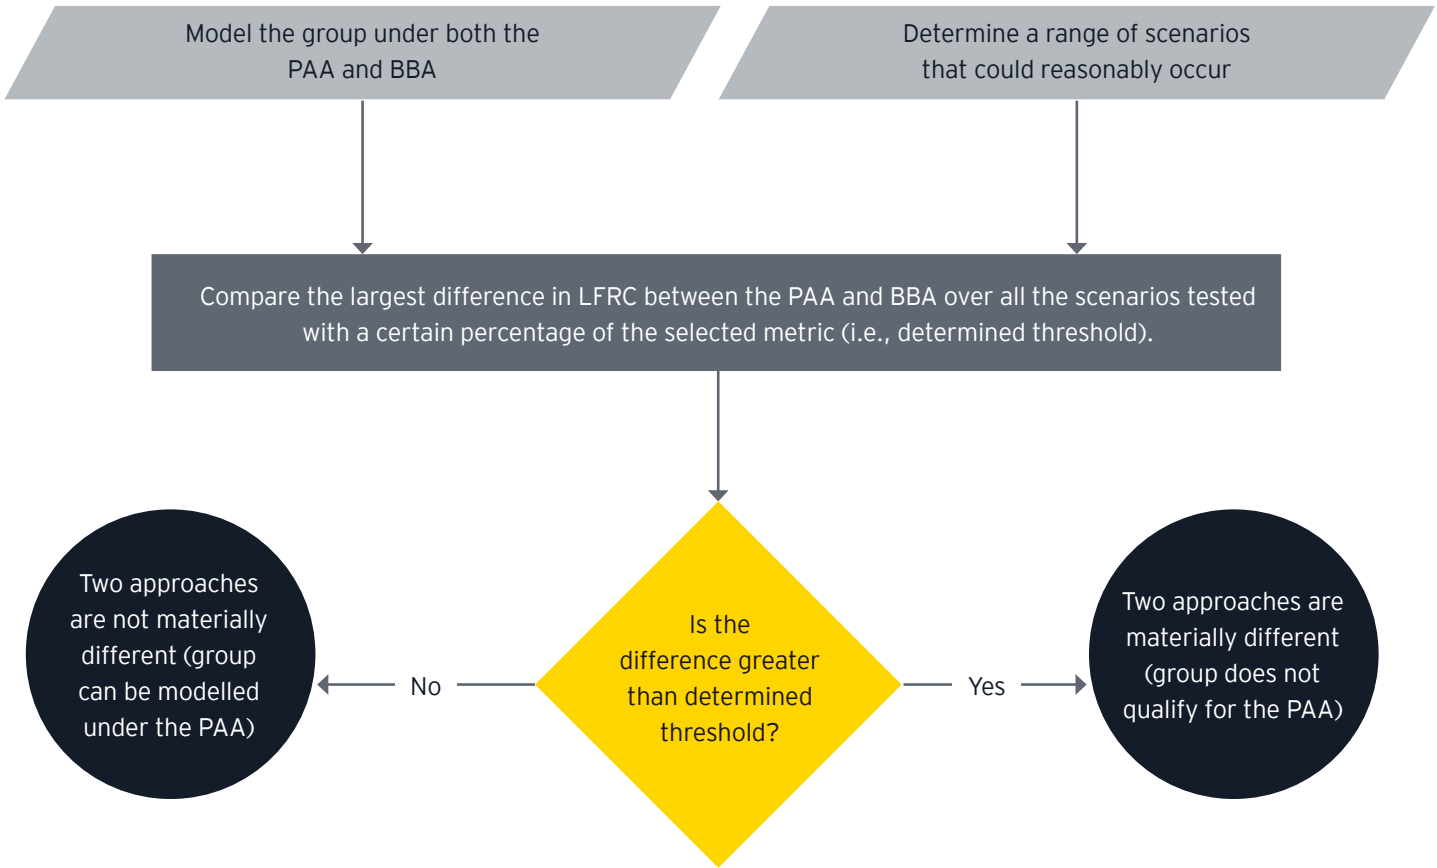 Model the group under both the
PAA and BBA
Determine a range of scenarios
that could reasonably occur
Compare the largest difference in LFRC between the PAA and BBA over all the scenarios tested
with a certain percentage of the selected metric (i.e., determined threshold).
Two approaches
are not materially
different (group
can be modelled
under the PAA)
No
Is the
difference greater
than determined
threshold?
Yes
Two approaches are
materially different
(group does not
qualify for the PAA)